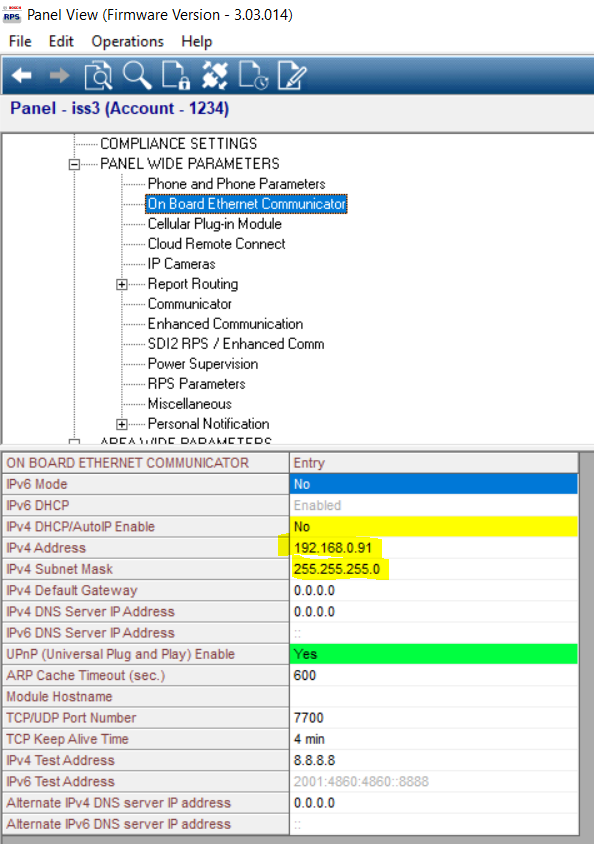 BOSCH
RPS
Panel View (Firmware Version - 3.03.014)
File Edit Operations Help
Panel - iss3 (Account - 1234)
COMPLIANCE SETTINGS
PANEL WIDE PARAMETERS
Phone and Phone Parameters
On Board Ethernet Communicator
Cellular Plug-in Module
Cloud Remote Connect
IP Cameras
Report Routing
Communicator
Enhanced Communication
SDI2 RPS / Enhanced Comm
Power Supervision
RPS Parameters
Miscellaneous
Personal Notification
AREA WIDE PARAMETERS
ON BOARD ETHERNET COMMUNICATOR Entry
IPv6 Mode No
IPv6 DHCP Enabled
IPv4 DHCP/AutoIP Enable No
IPv4 Address 192.168.0.91
IPv4 Subnet Mask 255.255.255.0
IPv4 Default Gateway 0.0.0.0
IPv4 DNS Server IP Address 0.0.0.0
IPv6 DNS Server IP Address ::
UPnP (Universal Plug and Play) Enable Yes
ARP Cache Timeout (sec.) 600
Module Hostname
TCP/UDP Port Number 7700
TCP Keep Alive Time 4 min
IPv4 Test Address 8.8.8.8
IPv6 Test Address 2001:4860:4860::8888
Alternate IPv4 DNS server IP address 0.0.0.0
Alternate IPv6 DNS server IP address ::